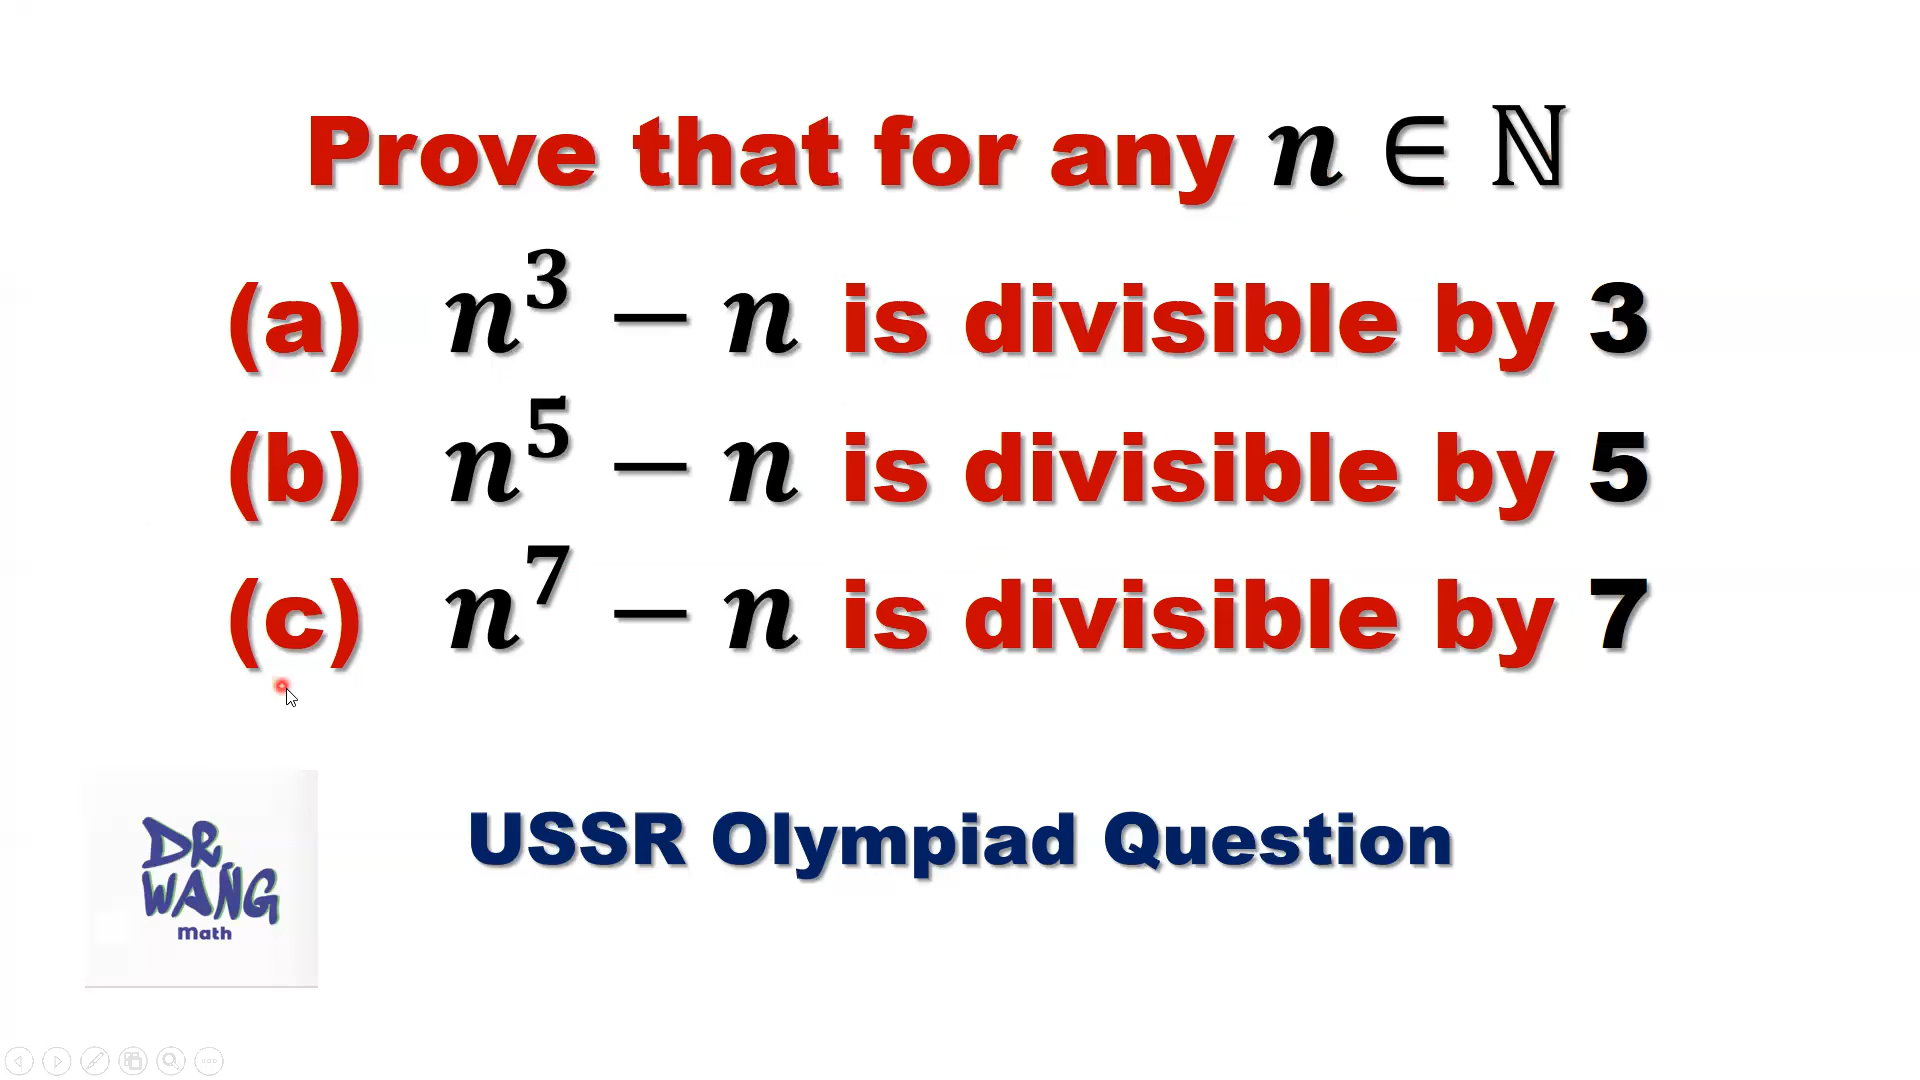 Prove that for any n ∈ ℕ
(a) n³ − n is divisible by 3
(b) n⁵ − n is divisible by 5
(c) n⁷ − n is divisible by 7
USSR Olympiad Question
DR.
WANG
Math